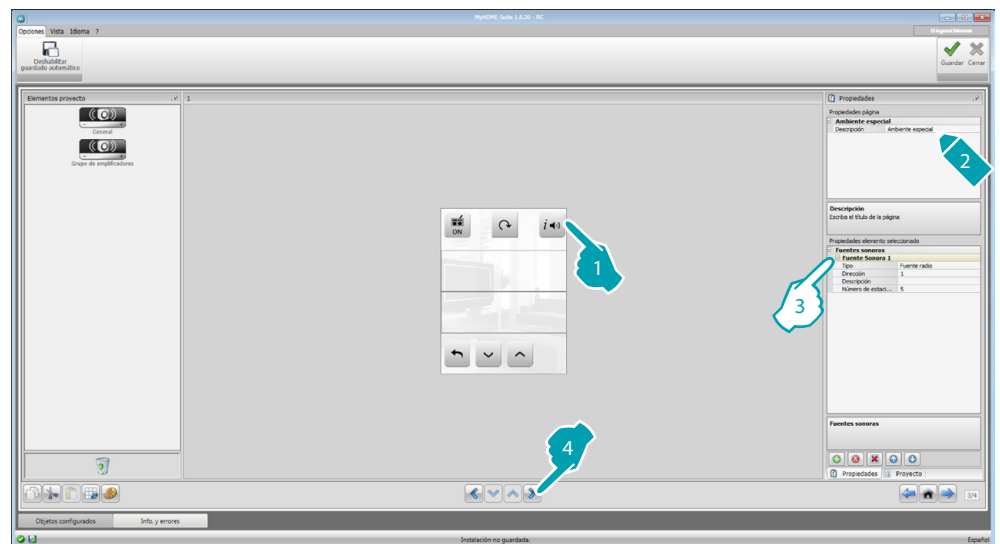 MyHOME Suite 1.0.30 - RC
Opciones Vista Idioma ?
Deshabilitar
guardado automático
Guardar Cerrar
Elementos proyecto
General
Grupo de amplificadores
1
ON
i
1
Propiedades
Propiedades página
Ambiente especial
Descripción Ambiente especial
2
Descripción
Escriba el título de la página
Propiedades elemento seleccionado
Fuentes sonoras
Fuente Sonora 1
Tipo Fuente radio
Dirección 1
Descripción
Número de estaci... 5
3
Fuentes sonoras
Propiedades Proyecto
4
3/4
Objetos configurados Info. y errores
Instalación no guardada.
Español